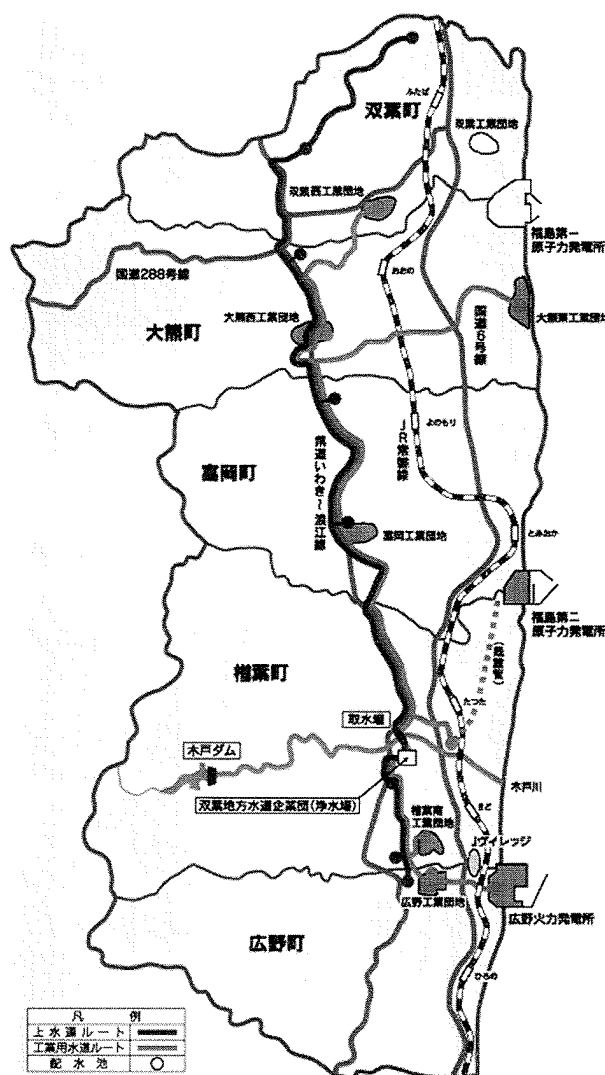 ふたば
双葉町
双葉工業団地
双葉西工業団地
福島第一
原子力発電所
国道288号線
おおの
大熊町
大熊西工業団地
国道6号線
大熊東工業団地
よのもり
JR常磐線
県道いわき~浪江線
富岡町
富岡工業団地
とみおか
福島第二
原子力発電所
楢葉町
たつた
取水場
木戸ダム
木戸川
双葉地方水道企業団(浄水場)
きど
楢葉南
工業団地
Jヴィレッジ
広野工業団地
広野火力発電所
広野町
ひろの
凡 例
上水道ルート
工業用水道ルート
配水池